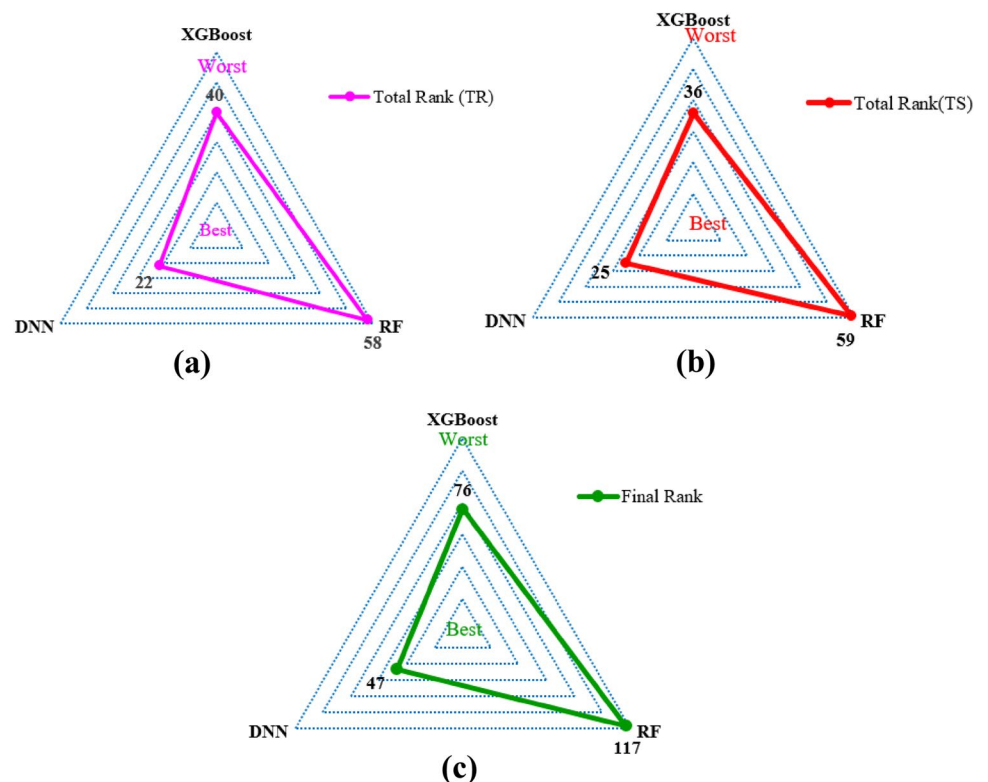 XGBoost
Worst
40
Total Rank (TR)
Best
22
DNN
RF
58
(a)
XGBoost
Worst
36
Total Rank(TS)
Best
25
DNN
RF
59
(b)
XGBoost
Worst
76
Final Rank
Best
47
DNN
RF
117
(c)